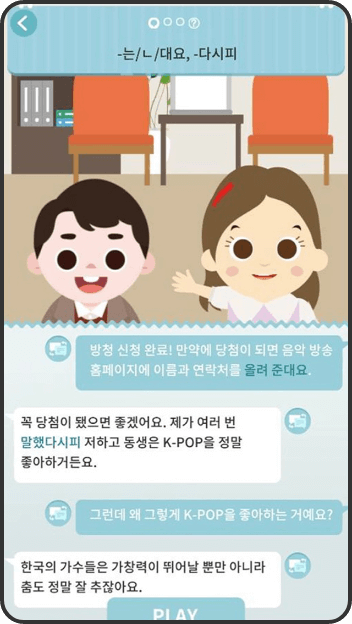 -는/ㄴ/대요, -다시피
방청 신청 완료! 만약에 당첨이 되면 음악 방송
홈페이지에 이름과 연락처를 올려 준대요.
꼭 당첨이 됐으면 좋겠어요. 제가 여러 번
말했다시피 저하고 동생은 K-POP을 정말
좋아하거든요.
그런데 왜 그렇게 K-POP을 좋아하는 거예요?
한국의 가수들은 가창력이 뛰어날 뿐만 아니라
춤도 정말 잘 추잖아요.
PLAY